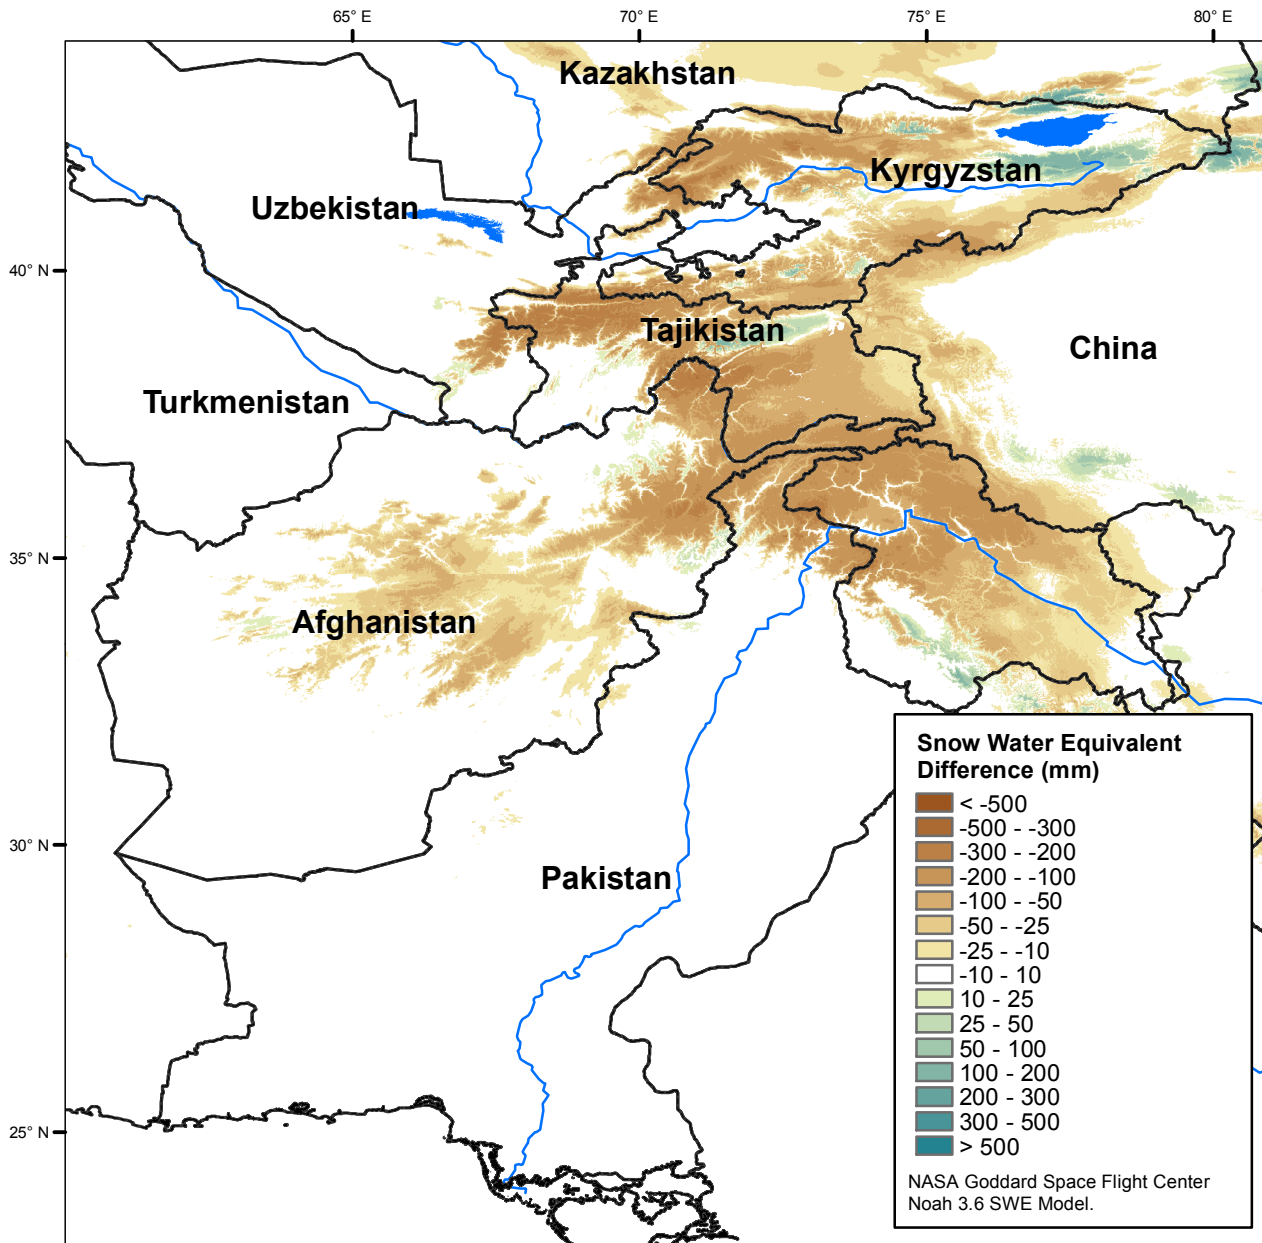 65° E
70° E
75° E
80° E
Kazakhstan
Kyrgyzstan
Uzbekistan
40° N
Tajikistan
China
Turkmenistan
35° N
Afghanistan
30° N
Pakistan
25° N
Snow Water Equivalent
Difference (mm)
< -500
-500 - -300
-300 - -200
-200 - -100
-100 - -50
-50 - -25
-25 - -10
-10 - 10
10 - 25
25 - 50
50 - 100
100 - 200
200 - 300
300 - 500
> 500
NASA Goddard Space Flight Center
Noah 3.6 SWE Model.